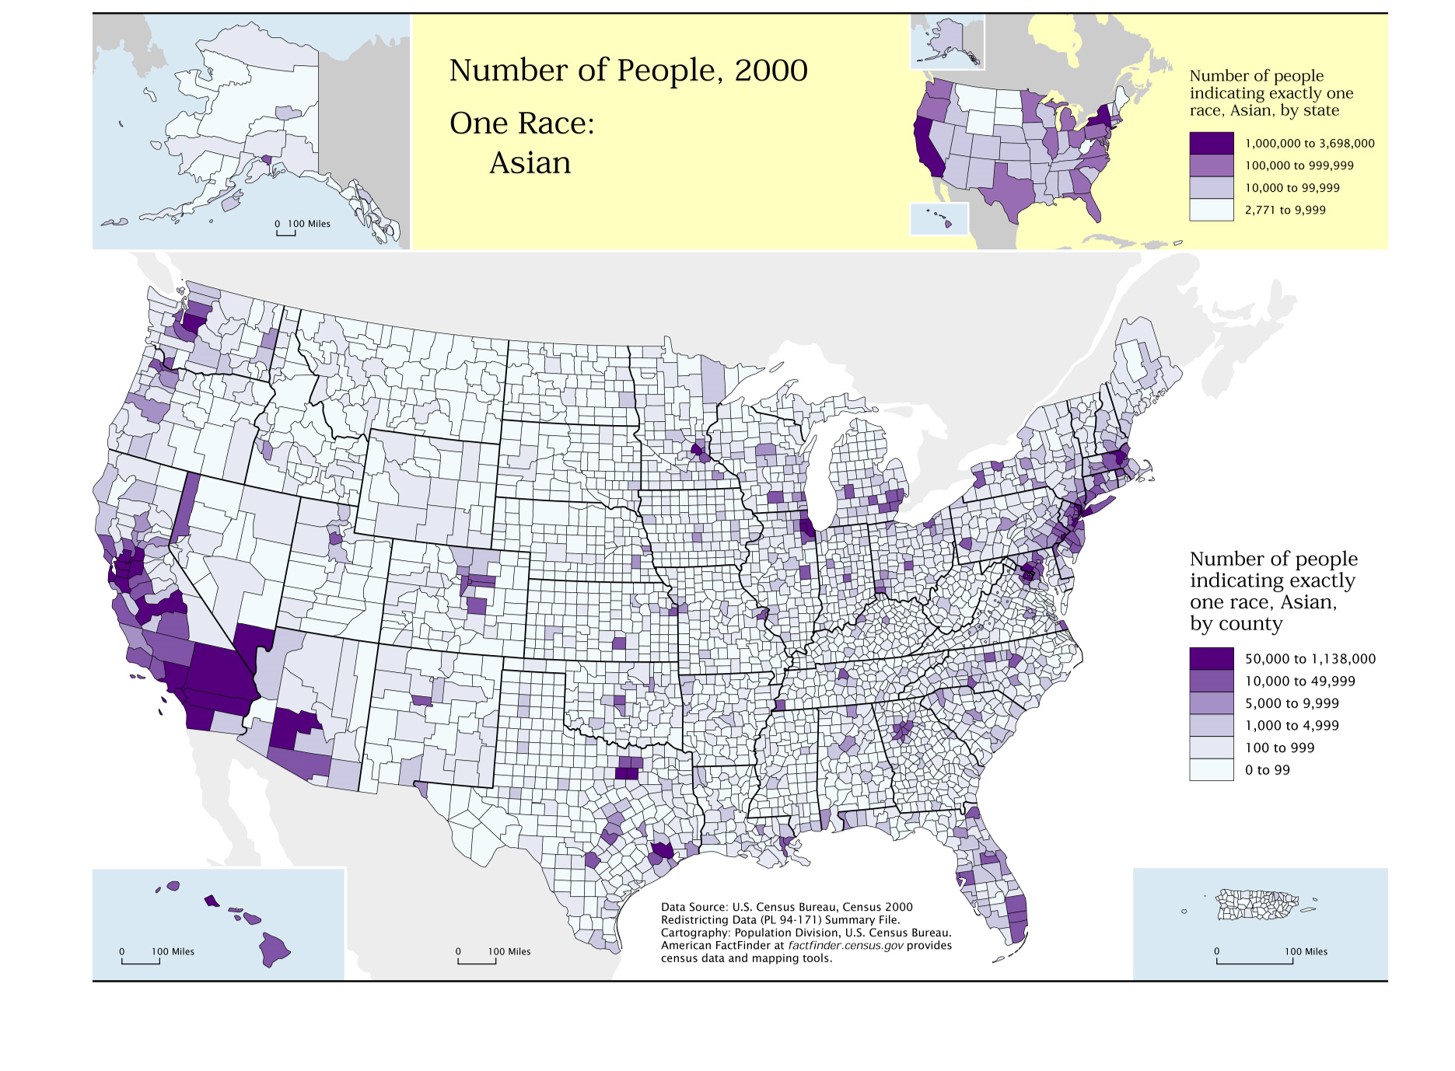 Number of People, 2000
One Race:
Asian
0 100 Miles
Number of people
indicating exactly one
race, Asian, by state
1,000,000 to 3,698,000
100,000 to 999,999
10,000 to 99,999
2,771 to 9,999
Number of people
indicating exactly
one race, Asian,
by county
50,000 to 1,138,000
10,000 to 49,999
5,000 to 9,999
1,000 to 4,999
100 to 999
0 to 99
Data Source: U.S. Census Bureau, Census 2000
Redistricting Data (PL 94-171) Summary File.
Cartography: Population Division, U.S. Census Bureau.
American FactFinder at factfinder.census.gov provides
census data and mapping tools.
0 100 Miles
0 100 Miles
0 100 Miles